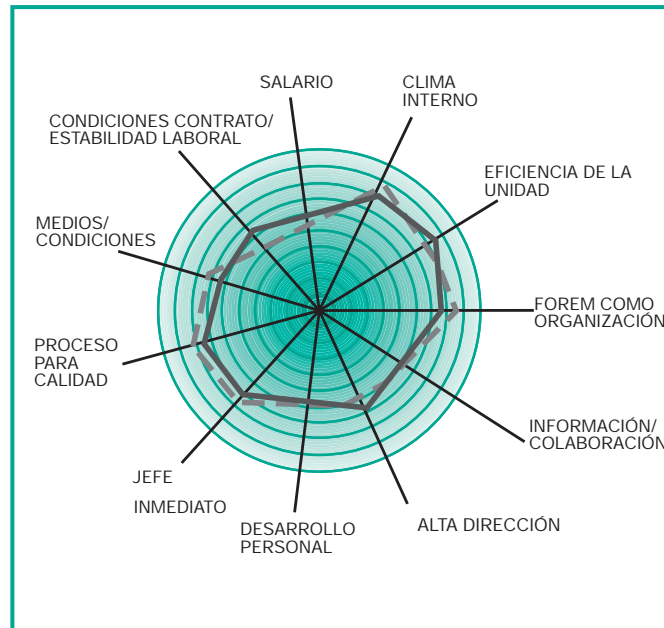 SALARIO
CLIMA
INTERNO
CONDICIONES CONTRATO/
ESTABILIDAD LABORAL
EFICIENCIA DE LA
UNIDAD
MEDIOS/
CONDICIONES
FOREM COMO
ORGANIZACIÓN
PROCESO
PARA
CALIDAD
INFORMACIÓN/
COLABORACIÓN
JEFE
INMEDIATO
DESARROLLO
PERSONAL
ALTA DIRECCIÓN